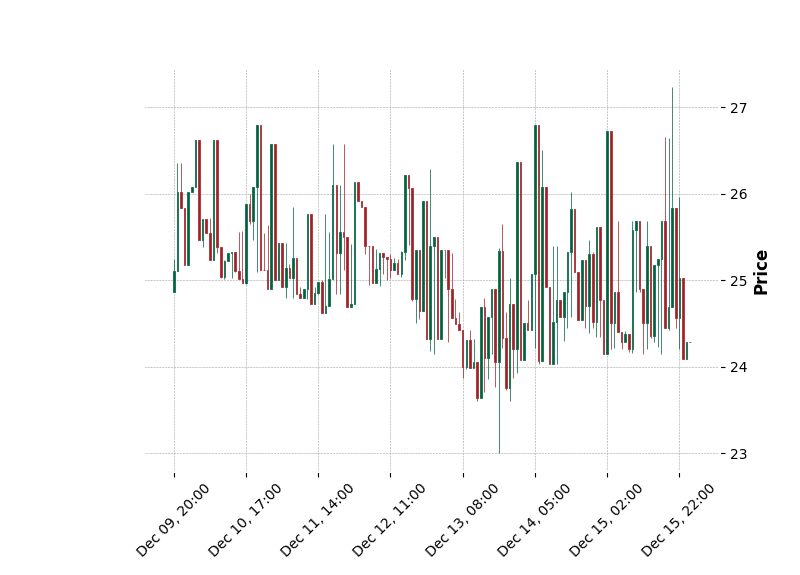 27
26
25
24
23
Price
Dec 09, 20:00
Dec 10, 17:00
Dec 11, 14:00
Dec 12, 11:00
Dec 13, 08:00
Dec 14, 05:00
Dec 15, 02:00
Dec 15, 22:00